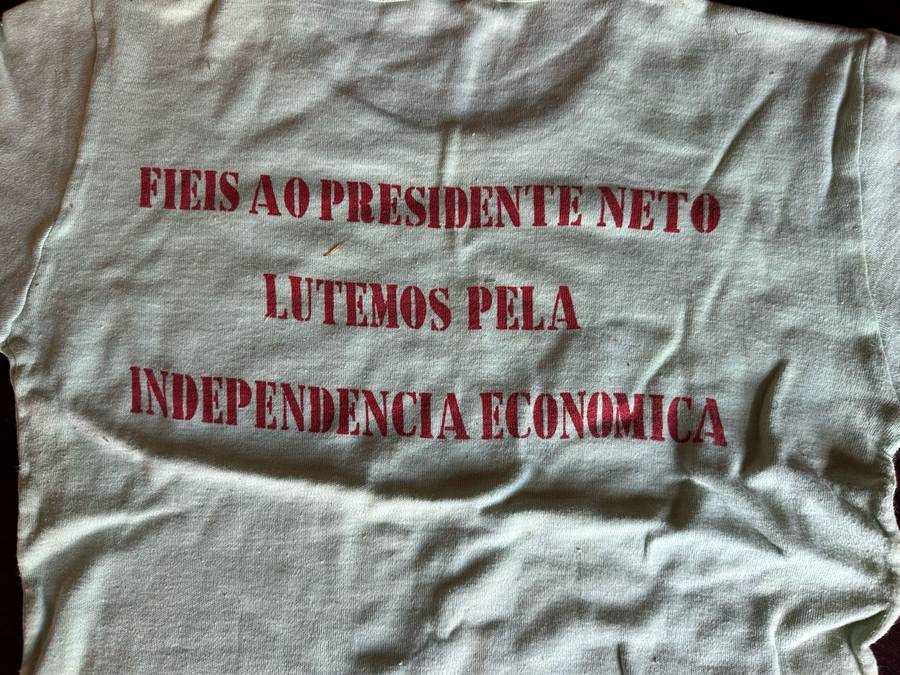 FIEIS AO PRESIDENTE NETO
LUTEMOS PELA
INDEPENDENCIA ECONOMICA